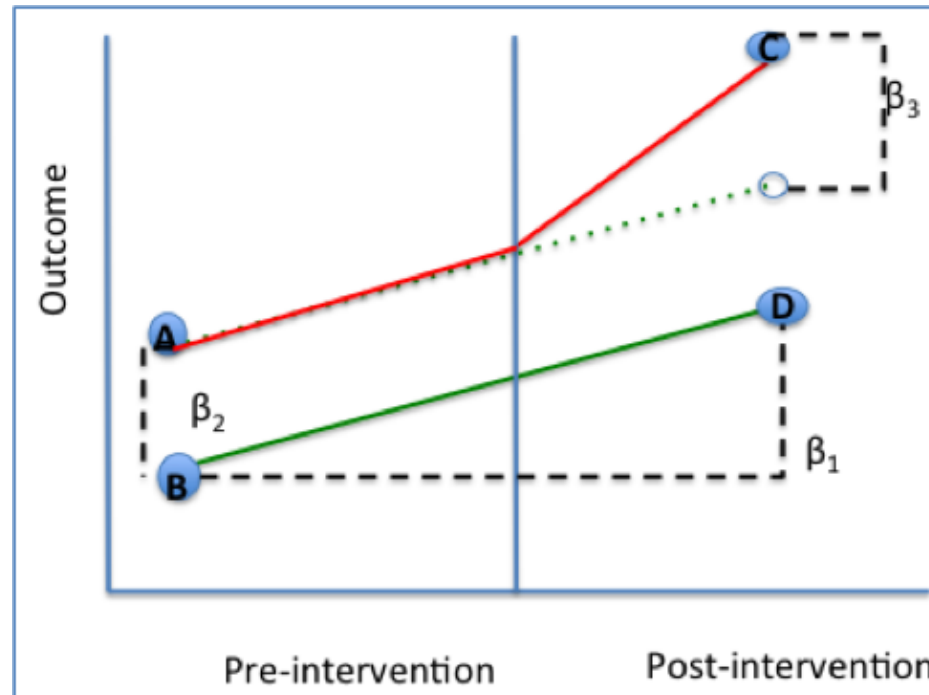 C
β3
Outcome
D
A
β2
β1
B
Pre-intervention
Post-intervention